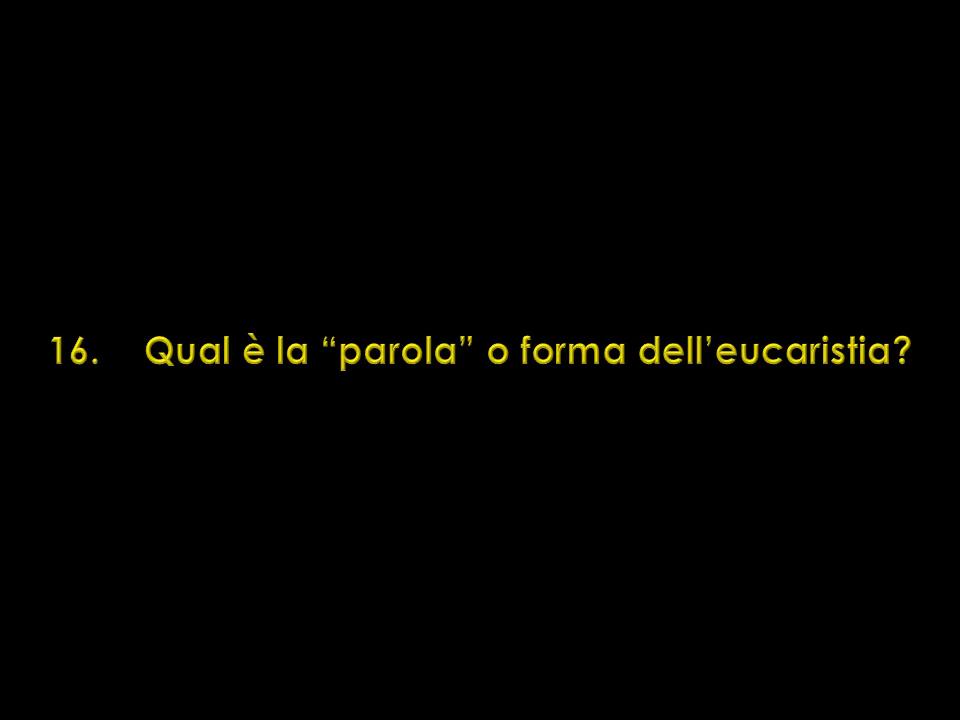 16. Qual è la “parola” o forma dell’eucaristia?